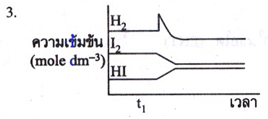 3.
H₂
I₂
ความเข้มข้น
(mole dm⁻³)
HI
t₁
เวลา